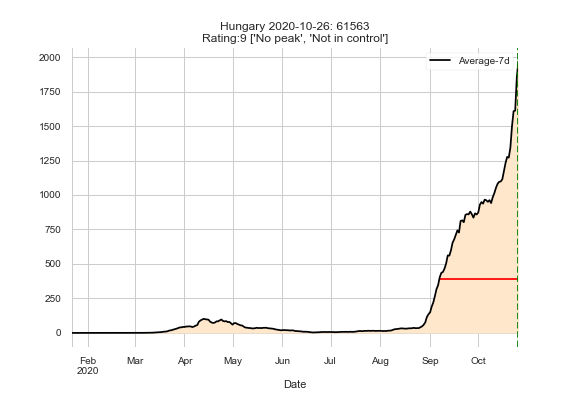 Hungary 2020-10-26: 61563
Rating:9 ['No peak', 'Not in control']
Average-7d
2000
1750
1500
1250
1000
750
500
250
0
Feb Mar Apr May Jun Jul Aug Sep Oct
2020
Date